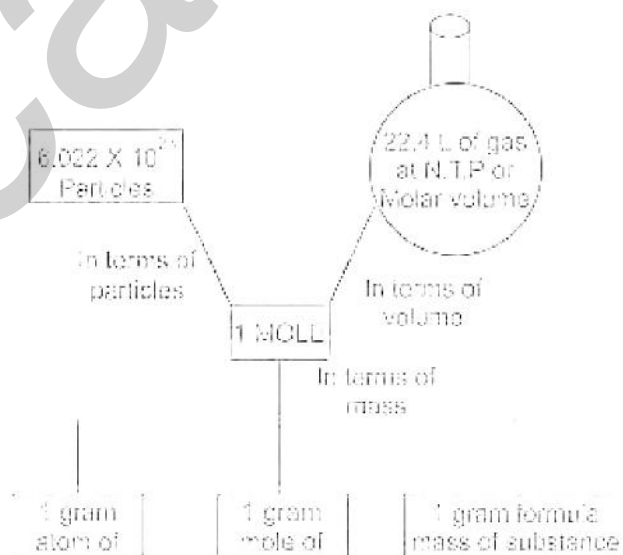 6.022 X 10²³
Particles
22.4 L of gas
at N.T.P or
Molar volume
In terms of
particles
In terms of
volume
1 MOLE
In terms of
mass
1 gram
atom of
1 gram
mole of
1 gram formula
mass of substance